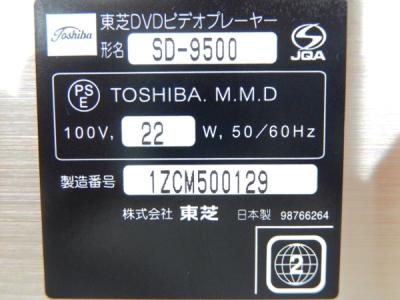 Toshiba
東芝DVDビデオプレーヤー
形名 SD-9500
JQA
PS
E
TOSHIBA. M.M.D
100V, 22 W, 50/60Hz
製造番号 1ZCM500129
株式会社 東芝 日本製 98766264
2